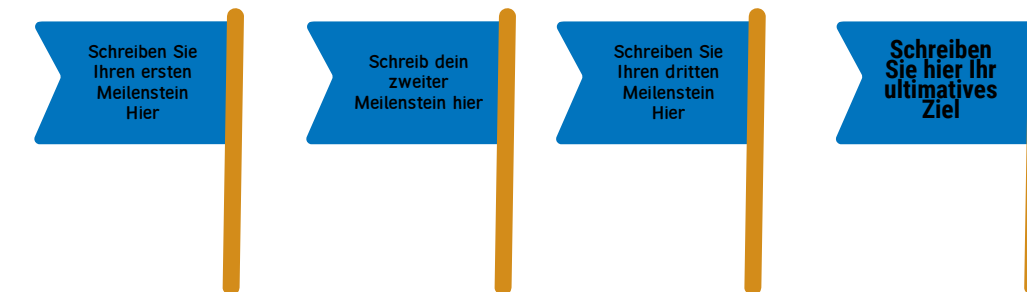 Schreiben Sie
Ihren ersten
Meilenstein
Hier
Schreib dein
zweiter
Meilenstein hier
Schreiben Sie
Ihren dritten
Meilenstein
Hier
Schreiben
Sie hier Ihr
ultimatives
Ziel